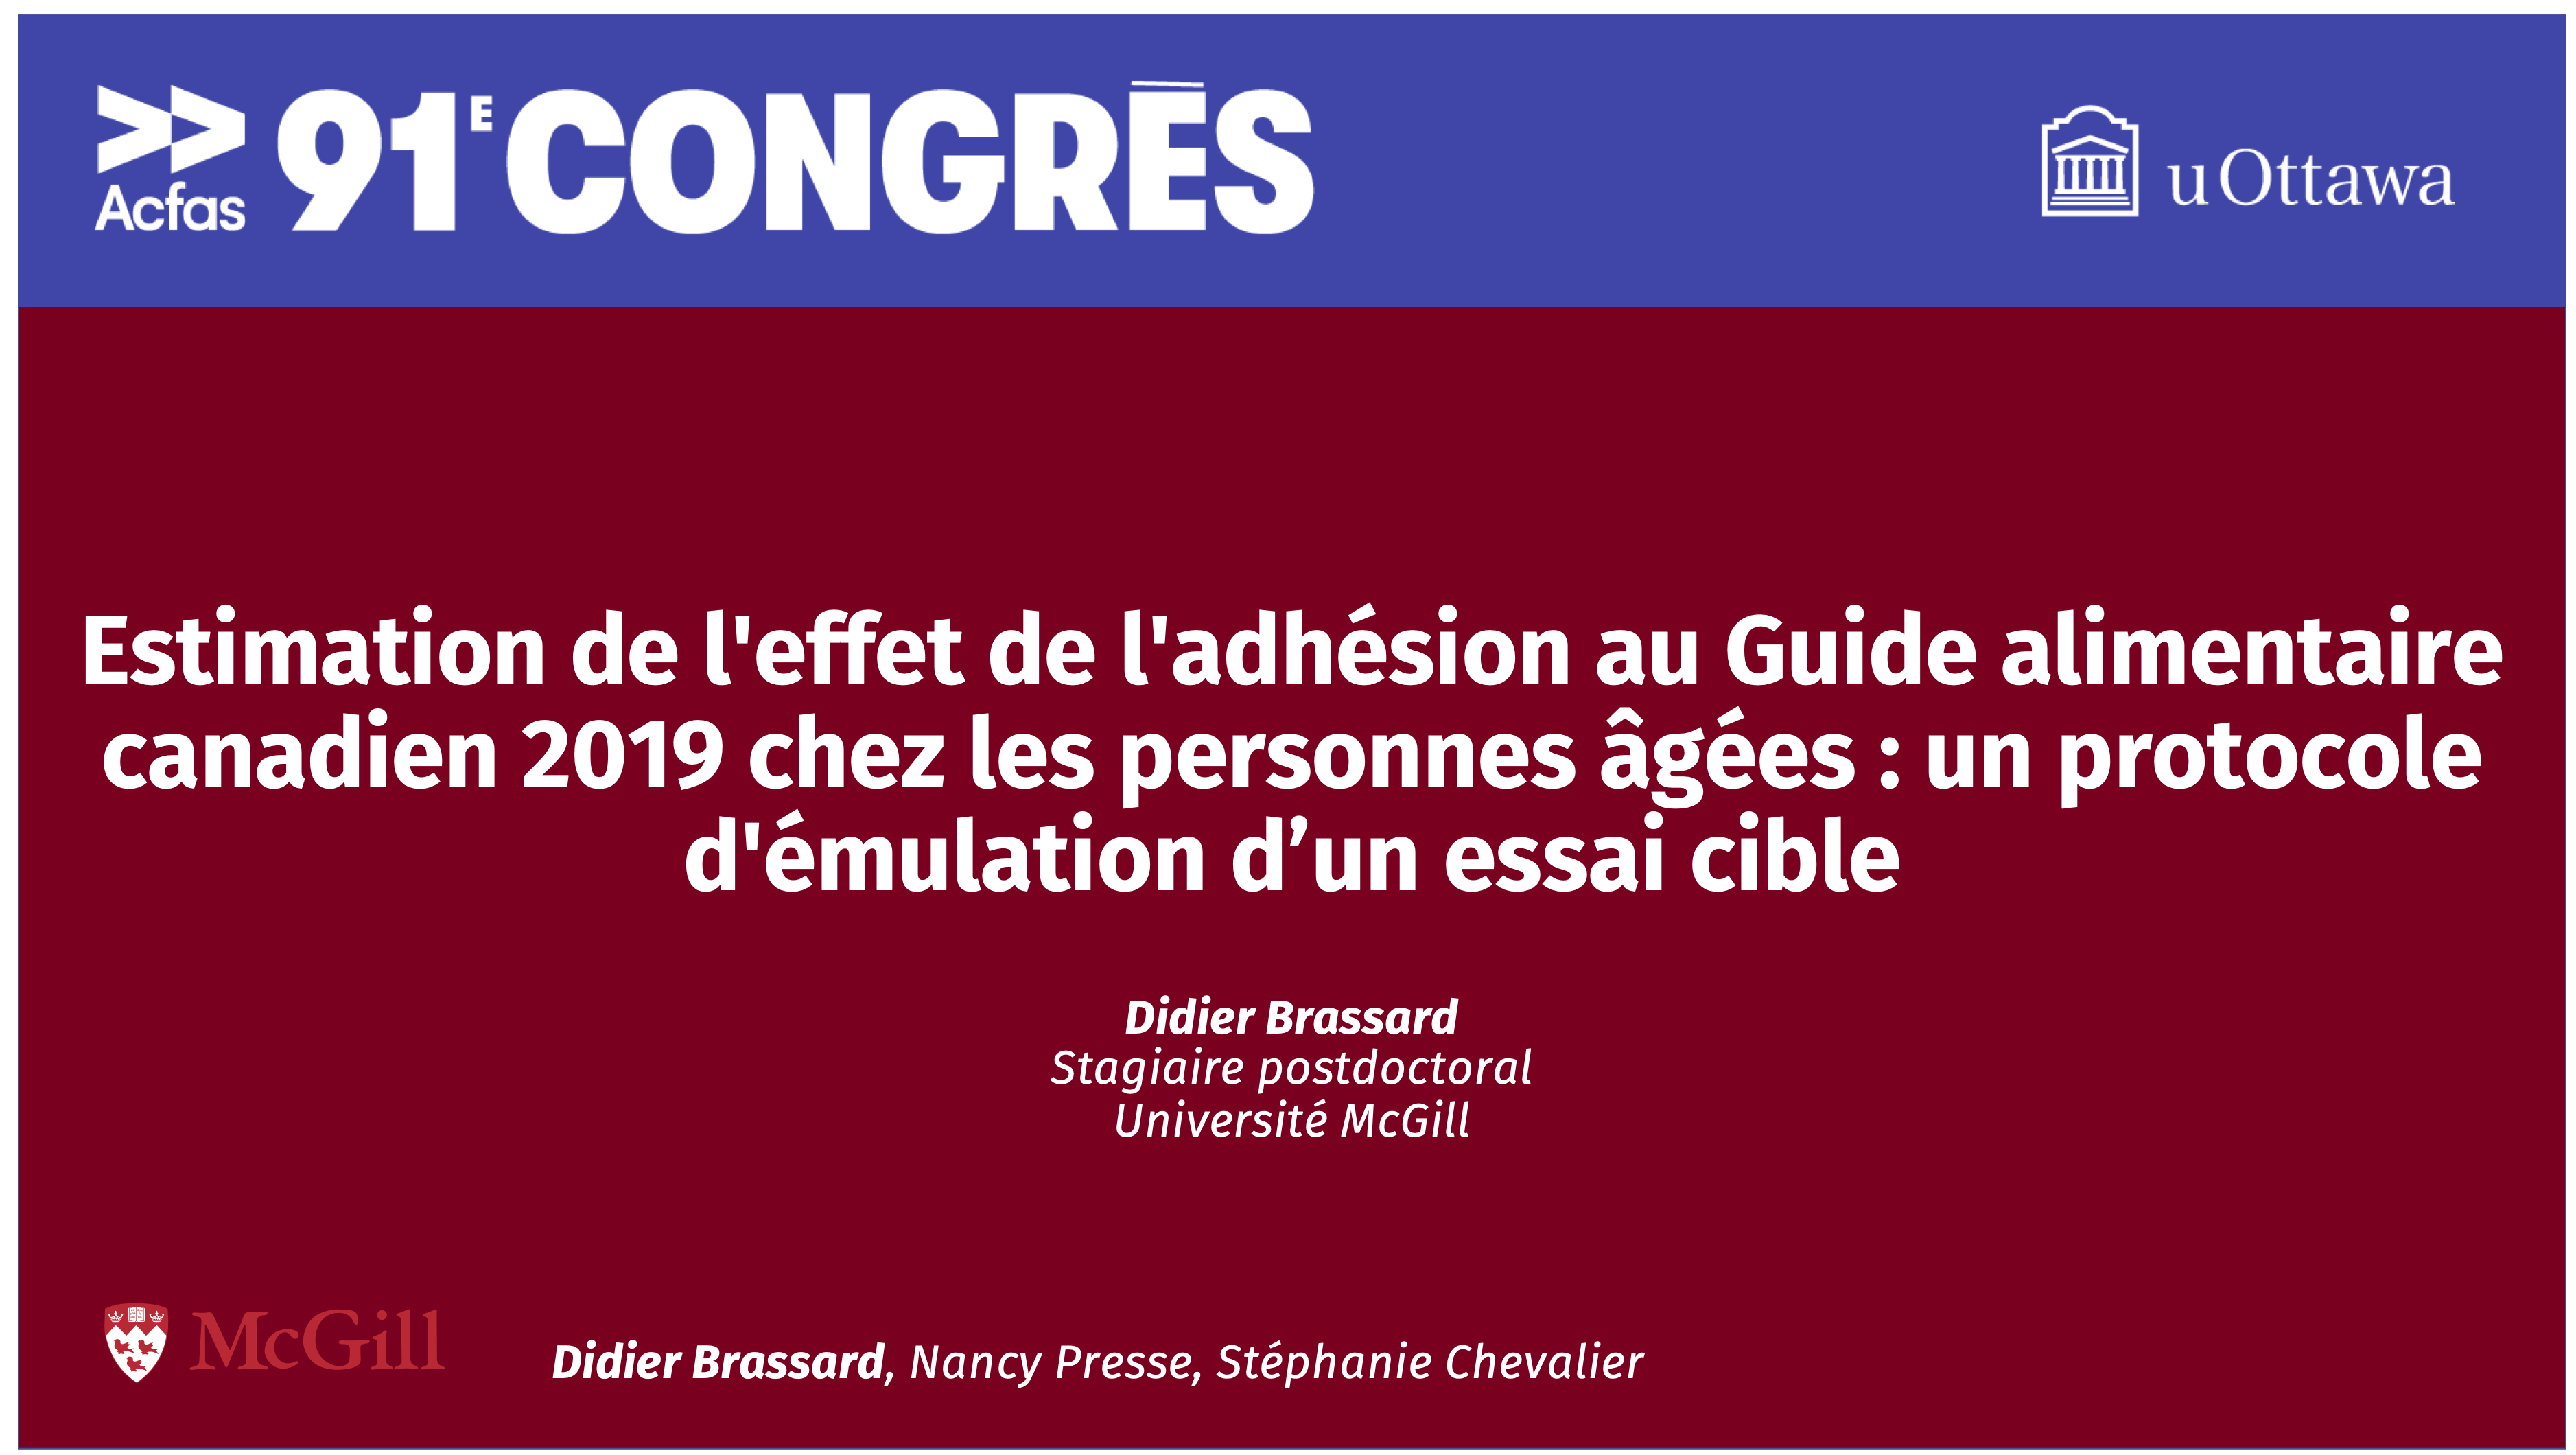 Acfas
91E CONGRÈS
uOttawa
Estimation de l'effet de l'adhésion au Guide alimentaire
canadien 2019 chez les personnes âgées : un protocole
d'émulation d’un essai cible
Didier Brassard
Stagiaire postdoctoral
Université McGill
McGill
Didier Brassard, Nancy Presse, Stéphanie Chevalier